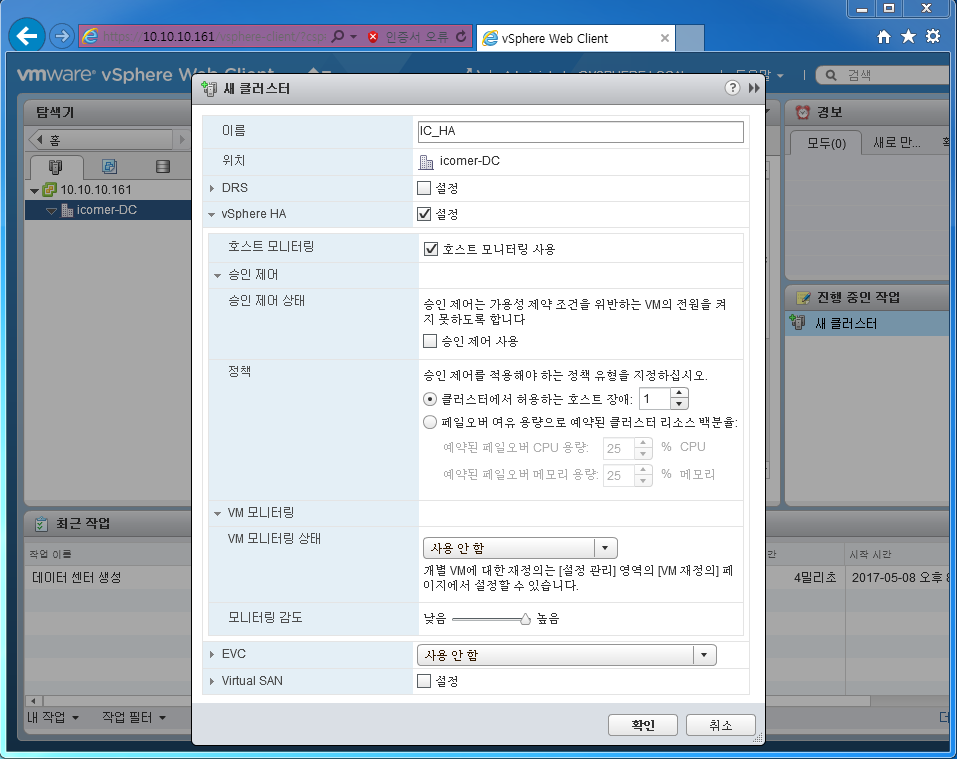 https://10.10.10.161/vsphere-client/?csp
인증서 오류
vSphere Web Client
vmware® vSphere Web Client
검색
탐색기
홈
10.10.10.161
icorner-DC
새 클러스터
이름
IC_HA
위치
icorner-DC
DRS
설정
vSphere HA
설정
호스트 모니터링
호스트 모니터링 사용
승인 제어
승인 제어 상태
승인 제어는 가용성 제약 조건을 위반하는 VM의 전원을 켜
지 못하도록 합니다
승인 제어 사용
정책
승인 제어를 적용해야 하는 정책 유형을 지정하십시오.
클러스터에서 허용하는 호스트 장애: 1
페일오버 여유 용량으로 예약된 클러스터 리소스 백분율:
예약된 페일오버 CPU 용량: 25 % CPU
예약된 페일오버 메모리 용량: 25 % 메모리
VM 모니터링
VM 모니터링 상태
사용 안 함
개별 VM에 대한 재정의는 [설정 관리] 영역의 [VM 재정의] 페
이지에서 설정할 수 있습니다.
모니터링 감도
낮음 높음
EVC
사용 안 함
Virtual SAN
설정
확인
취소
경보
모두(0)
새로 만...
진행 중인 작업
새 클러스터
최근 작업
작업 이름
시작 시간
데이터 센터 생성
4밀리초
2017-05-08 오후
내 작업
작업 필터